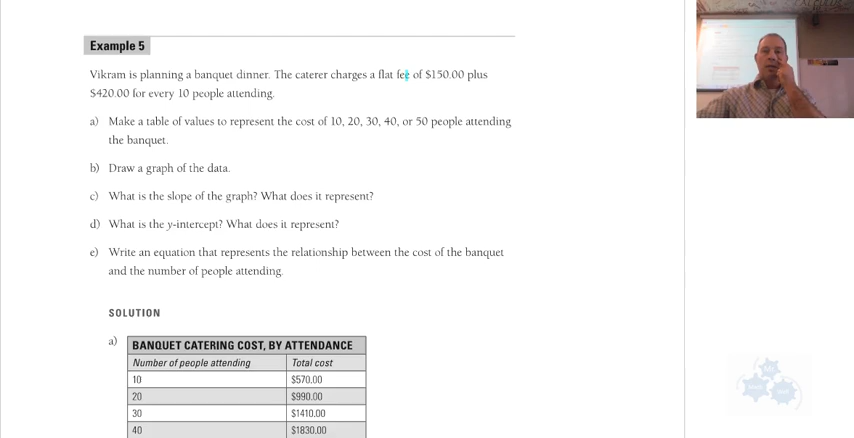 Example 5
Vikram is planning a banquet dinner. The caterer charges a flat fee of $150.00 plus
$420.00 for every 10 people attending.
a) Make a table of values to represent the cost of 10, 20, 30, 40, or 50 people attending
the banquet.
b) Draw a graph of the data.
c) What is the slope of the graph? What does it represent?
d) What is the y-intercept? What does it represent?
e) Write an equation that represents the relationship between the cost of the banquet
and the number of people attending.
SOLUTION
a)
BANQUET CATERING COST, BY ATTENDANCE
Number of people attending Total cost
10 $570.00
20 $990.00
30 $1410.00
40 $1830.00